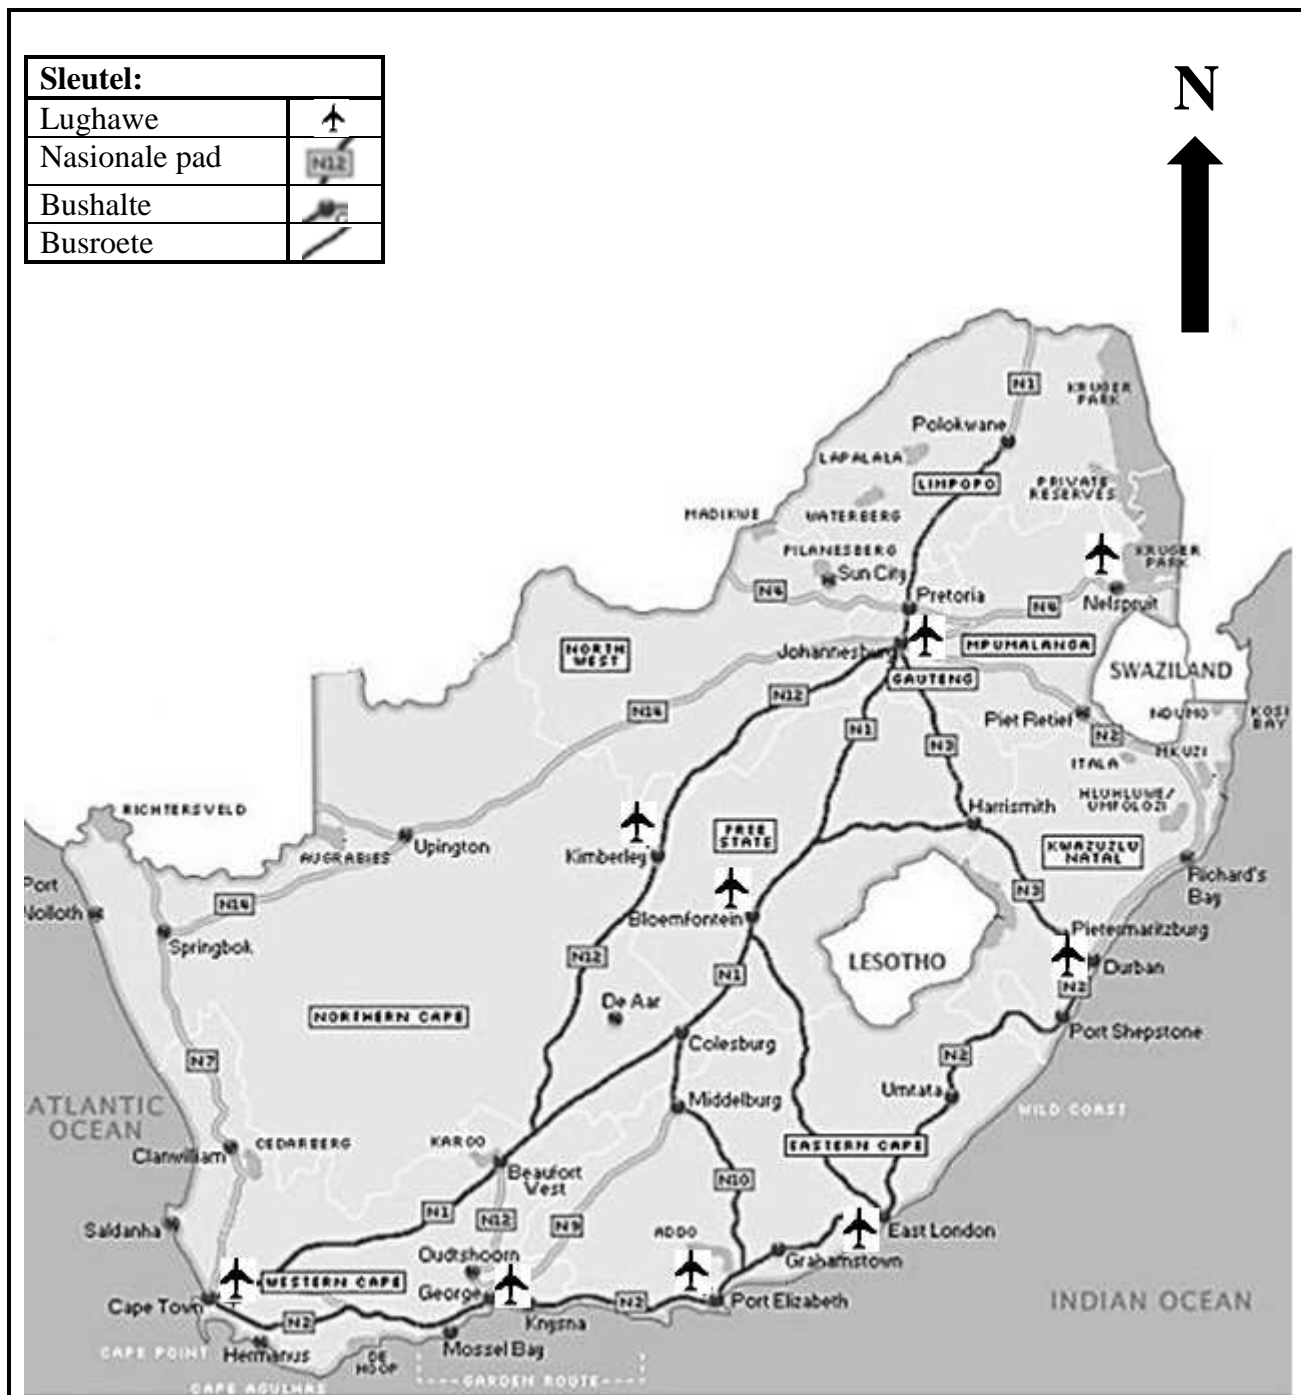 Sleutel:
Lughawe
Nasionale pad
N12
Bushalte
Busroete
N
N1
KRUGER
PARK
Polokwane
LAPALALA
LIMPOPO
PRIVATE
RESERVES
MADIKWE
WATERBERG
PILANESBERG
Sun City
KRUGER
PARK
N4
Pretoria
N4
Nelspruit
NORTH
WEST
Johannesburg
MPUMALANGA
GAUTENG
SWAZILAND
N12
N14
N1
N3
Piet Retief
N2
NDUMO
KOSI
BAY
ITALA
MKUZI
RICHTERSVELD
HLUHLUWE/
UMFOLOZI
Harrismith
AUGRABIES
Upington
Kimberley
FREE
STATE
KWAZUZLU
NATAL
Richard's
Bay
Port
Nolloth
N14
Springbok
Bloemfontein
N3
Pietermaritzburg
LESOTHO
Durban
N12
N1
N2
De Aar
NORTHERN CAPE
Colesburg
Port Shepstone
N7
N2
Umtata
ATLANTIC
OCEAN
Middelburg
WILD COAST
Clanwilliam
CEDARBERG
KAROO
EASTERN CAPE
Beaufort
West
N10
Saldanha
N1
N12
N9
ADDO
East London
Oudtshoorn
Grahamstown
WESTERN CAPE
George
Cape Town
N2
Knysna
N2
Port Elizabeth
INDIAN OCEAN
CAPE POINT
Hermanus
DE
HOOP
Mossel Bay
GARDEN ROUTE
CAPE AGULHAS